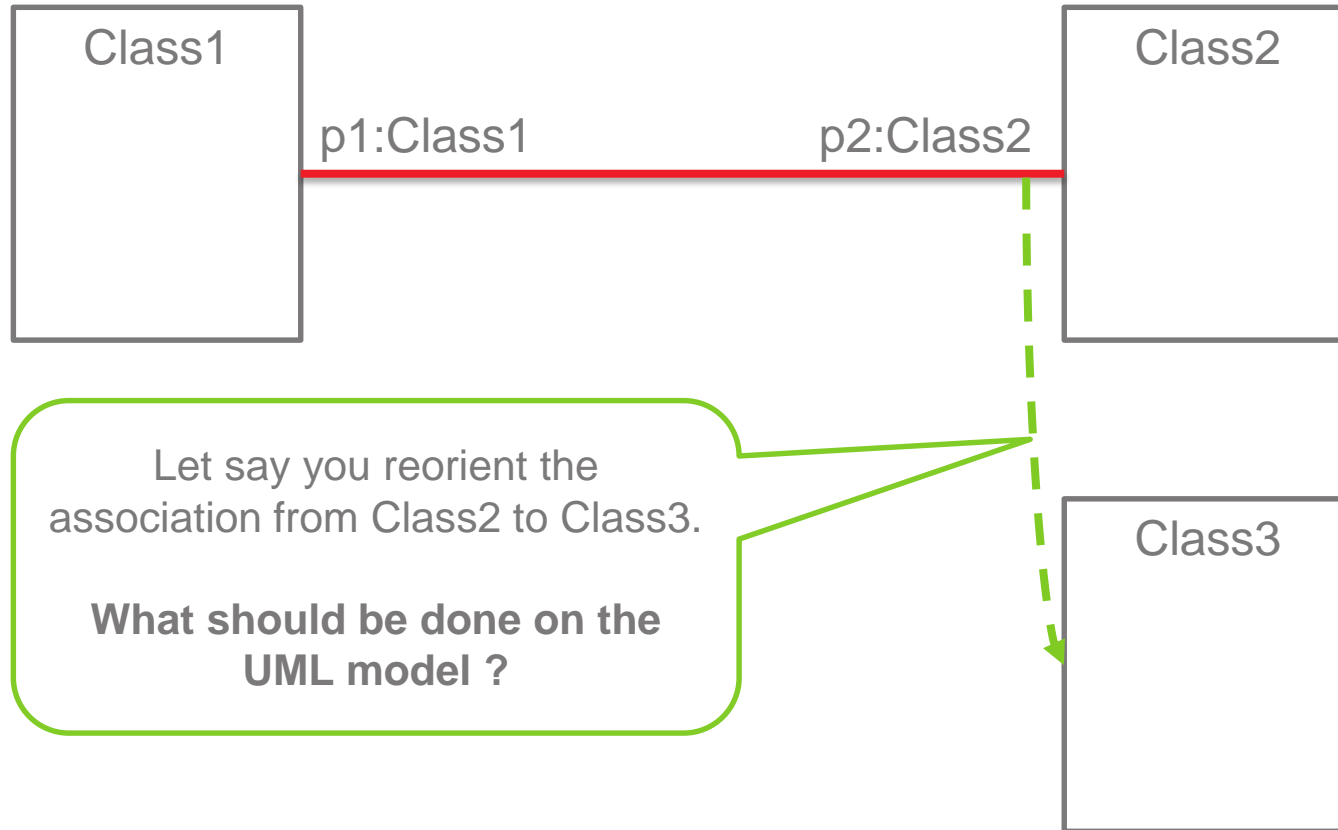 Class1
Class2
p1:Class1
p2:Class2
Let say you reorient the
association from Class2 to Class3.
What should be done on the
UML model ?
Class3